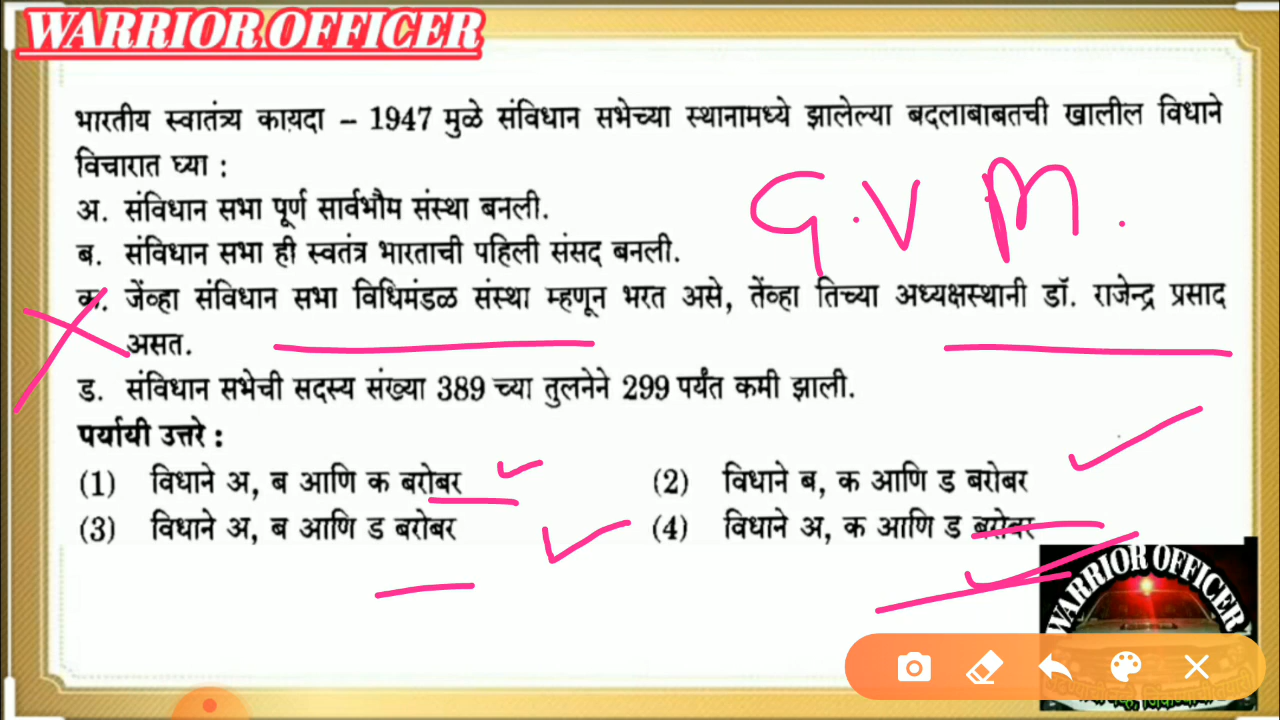 WARRIOR OFFICER
भारतीय स्वातंत्र्य कायदा – 1947 मुळे संविधान सभेच्या स्थानामध्ये झालेल्या बदलाबाबतची खालील विधाने
विचारात घ्या :
अ. संविधान सभा पूर्ण सार्वभौम संस्था बनली.
G.V M.
ब. संविधान सभा ही स्वतंत्र भारताची पहिली संसद बनली.
क. जेंव्हा संविधान सभा विधिमंडळ संस्था म्हणून भरत असे, तेंव्हा तिच्या अध्यक्षस्थानी डॉ. राजेन्द्र प्रसाद
असत.
ड. संविधान सभेची सदस्य संख्या 389 च्या तुलनेने 299 पर्यंत कमी झाली.
पर्यायी उत्तरे :
(1) विधाने अ, ब आणि क बरोबर (2) विधाने ब, क आणि ड बरोबर
(3) विधाने अ, ब आणि ड बरोबर (4) विधाने अ, क आणि ड बरोबर
WARRIOR OFFICER